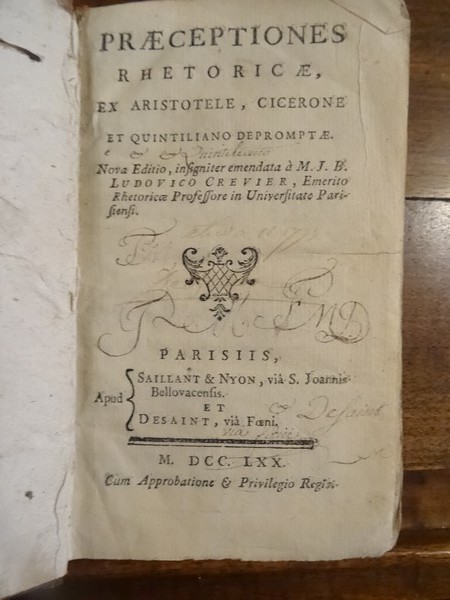 PRÆCEPTIONES
RHETORICÆ,
EX ARISTOTELE, CICERONE
ET QUINTILIANO DEPROMPTÆ.
& Quintiliano
Nova Editio, insigniter emendata à M. J. B.
LUDOVICO CREVIER, Emerito
Rhetoricæ Professore in Universitate Pari-
siensi.
PARISIIS,
Apud
SAILLANT & NYON, viâ S. Joannis-
Bellovacensis.
ET
DESAINT, viâ Fœni.
& Desaint
M. DCC. LXX.
Cum Approbatione & Privilegio Regis.